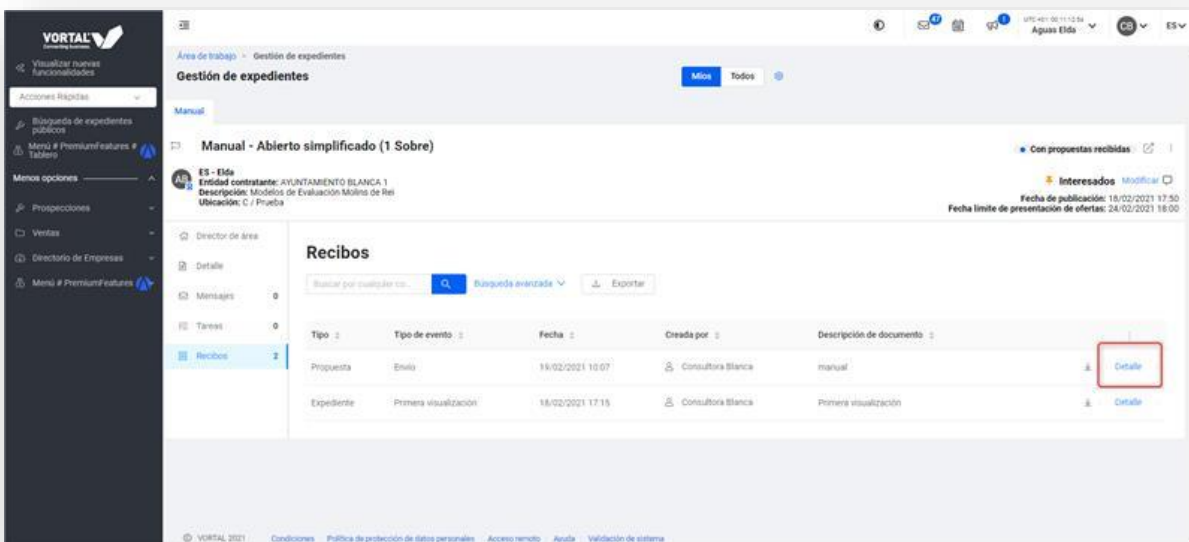 VORTAL
Connecting business
Visualizar nuevas
funcionalidades
Acciones Rápidas
Búsqueda de expedientes
públicos
Menú # PremiumFeatures #
Tablero
Menos opciones
Prospecciones
Ventas
Directorio de Empresas
Menú # PremiumFeatures
Aguas Elda
CB
ES
Área de trabajo > Gestión de expedientes
Gestión de expedientes
Míos Todos
Manual
Manual - Abierto simplificado (1 Sobre)
Con propuestas recibidas
AB
ES - Elda
Entidad contratante: AYUNTAMIENTO BLANCA 1
Descripción: Modelos de Evaluación Molins de Rei
Ubicación: C / Prueba
Interesados Modificar
Fecha de publicación: 18/02/2021 17:50
Fecha límite de presentación de ofertas: 24/02/2021 18:00
Director de área
Detalle
Mensajes 0
Tareas 0
Recibos 2
Recibos
Buscar por cualquier co...
Búsqueda avanzada
Exportar
Tipo Tipo de evento Fecha Creada por Descripción de documento
Propuesta Envío 19/02/2021 10:07 Consultora Blanca manual Detalle
Expediente Primera visualización 18/02/2021 17:15 Consultora Blanca Primera visualización Detalle
© VORTAL 2021 Condiciones Política de protección de datos personales Acceso remoto Ayuda Validación de sistema